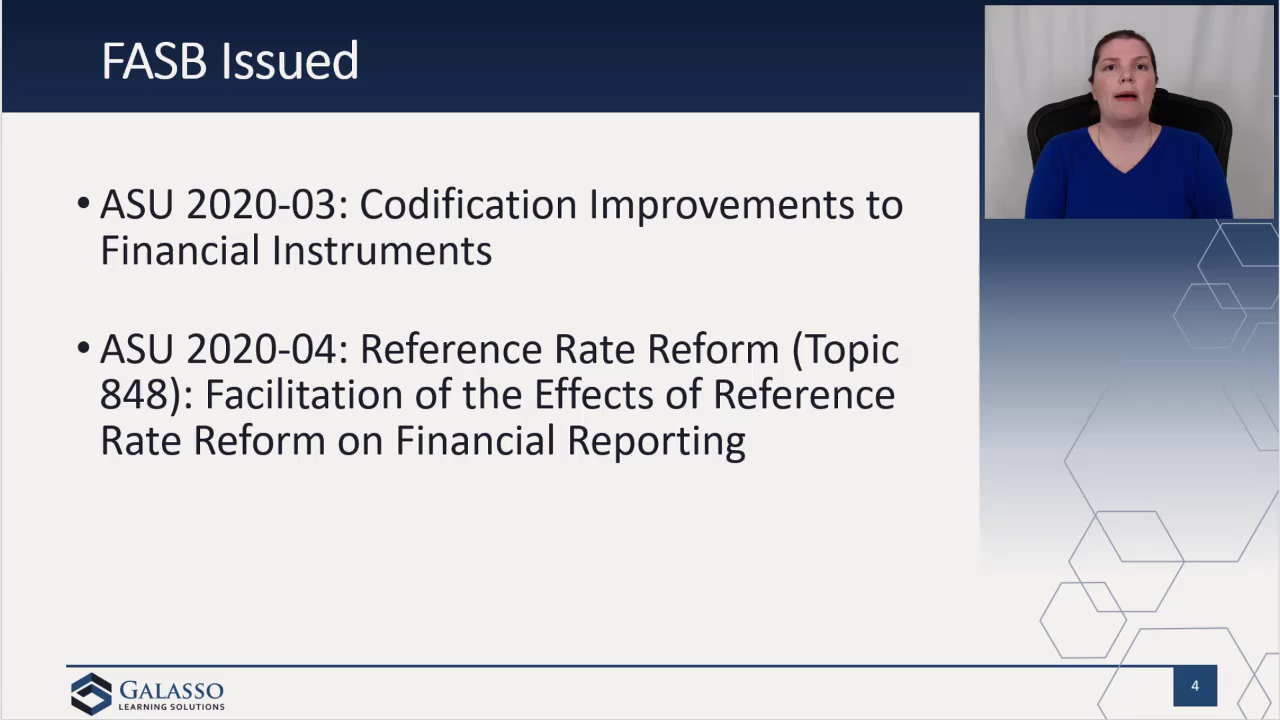 FASB Issued
• ASU 2020-03: Codification Improvements to
Financial Instruments
• ASU 2020-04: Reference Rate Reform (Topic
848): Facilitation of the Effects of Reference
Rate Reform on Financial Reporting
GALASSO
LEARNING SOLUTIONS
4